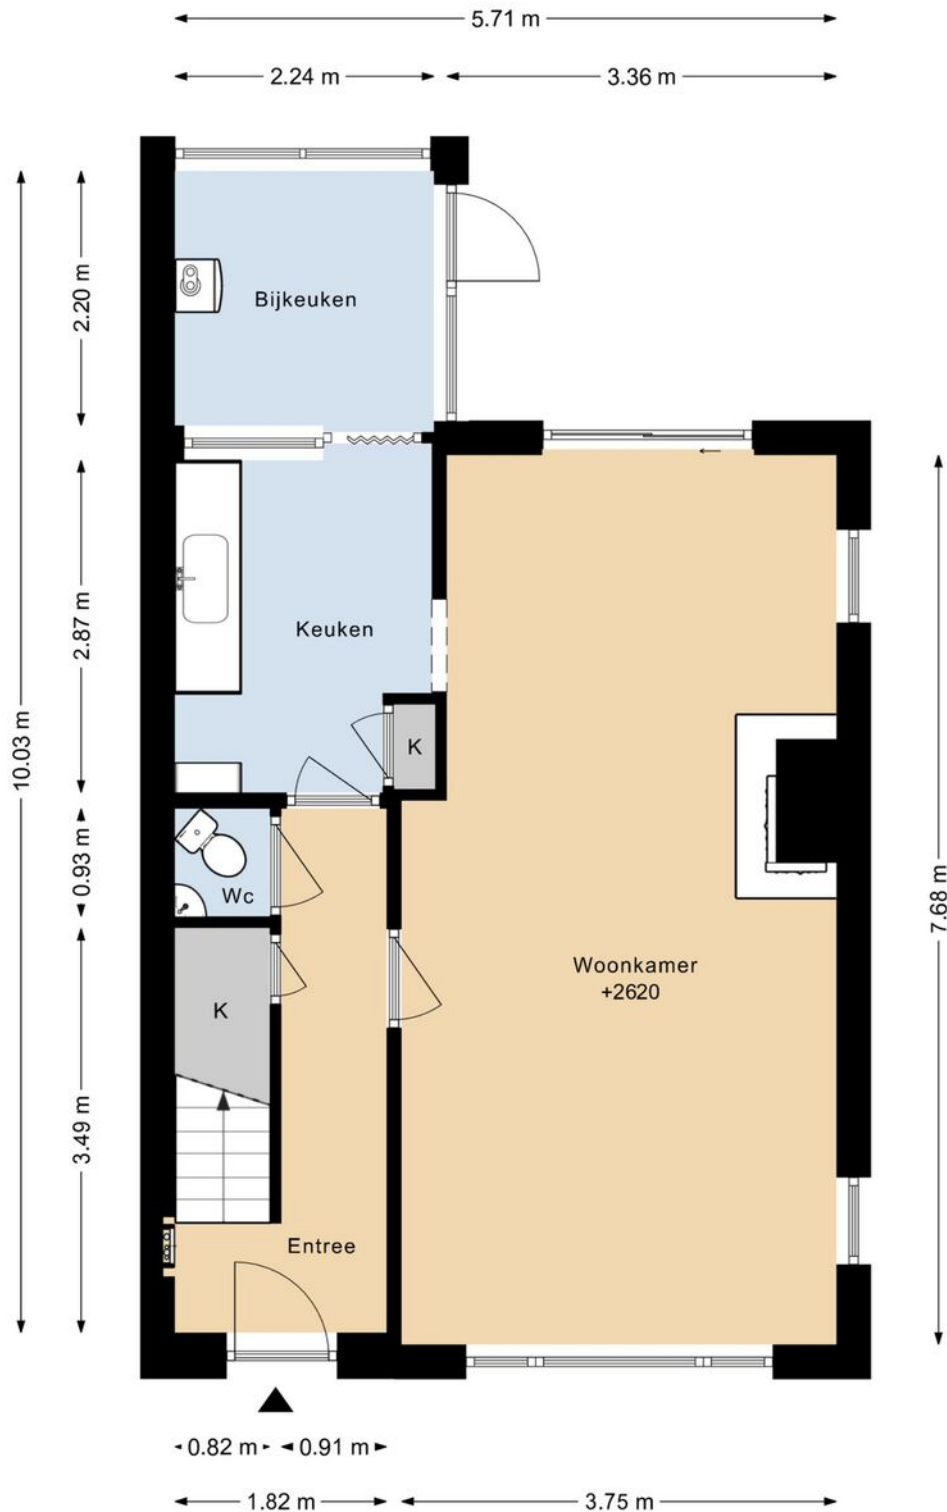 5.71 m
2.24 m
3.36 m
2.20 m
Bijkeuken
2.87 m
Keuken
K
10.03 m
0.93 m
Wc
7.68 m
Woonkamer
+2620
K
3.49 m
Entree
0.82 m
0.91 m
1.82 m
3.75 m